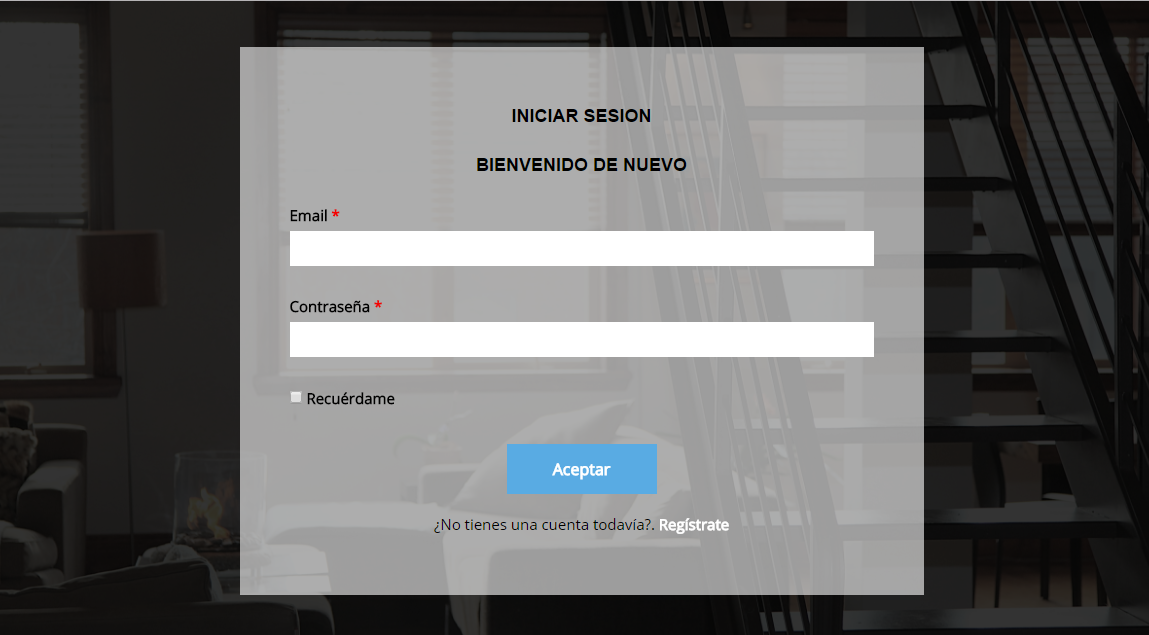 INICIAR SESION
BIENVENIDO DE NUEVO
Email *
Contraseña *
Recuérdame
Aceptar
¿No tienes una cuenta todavía?. Regístrate